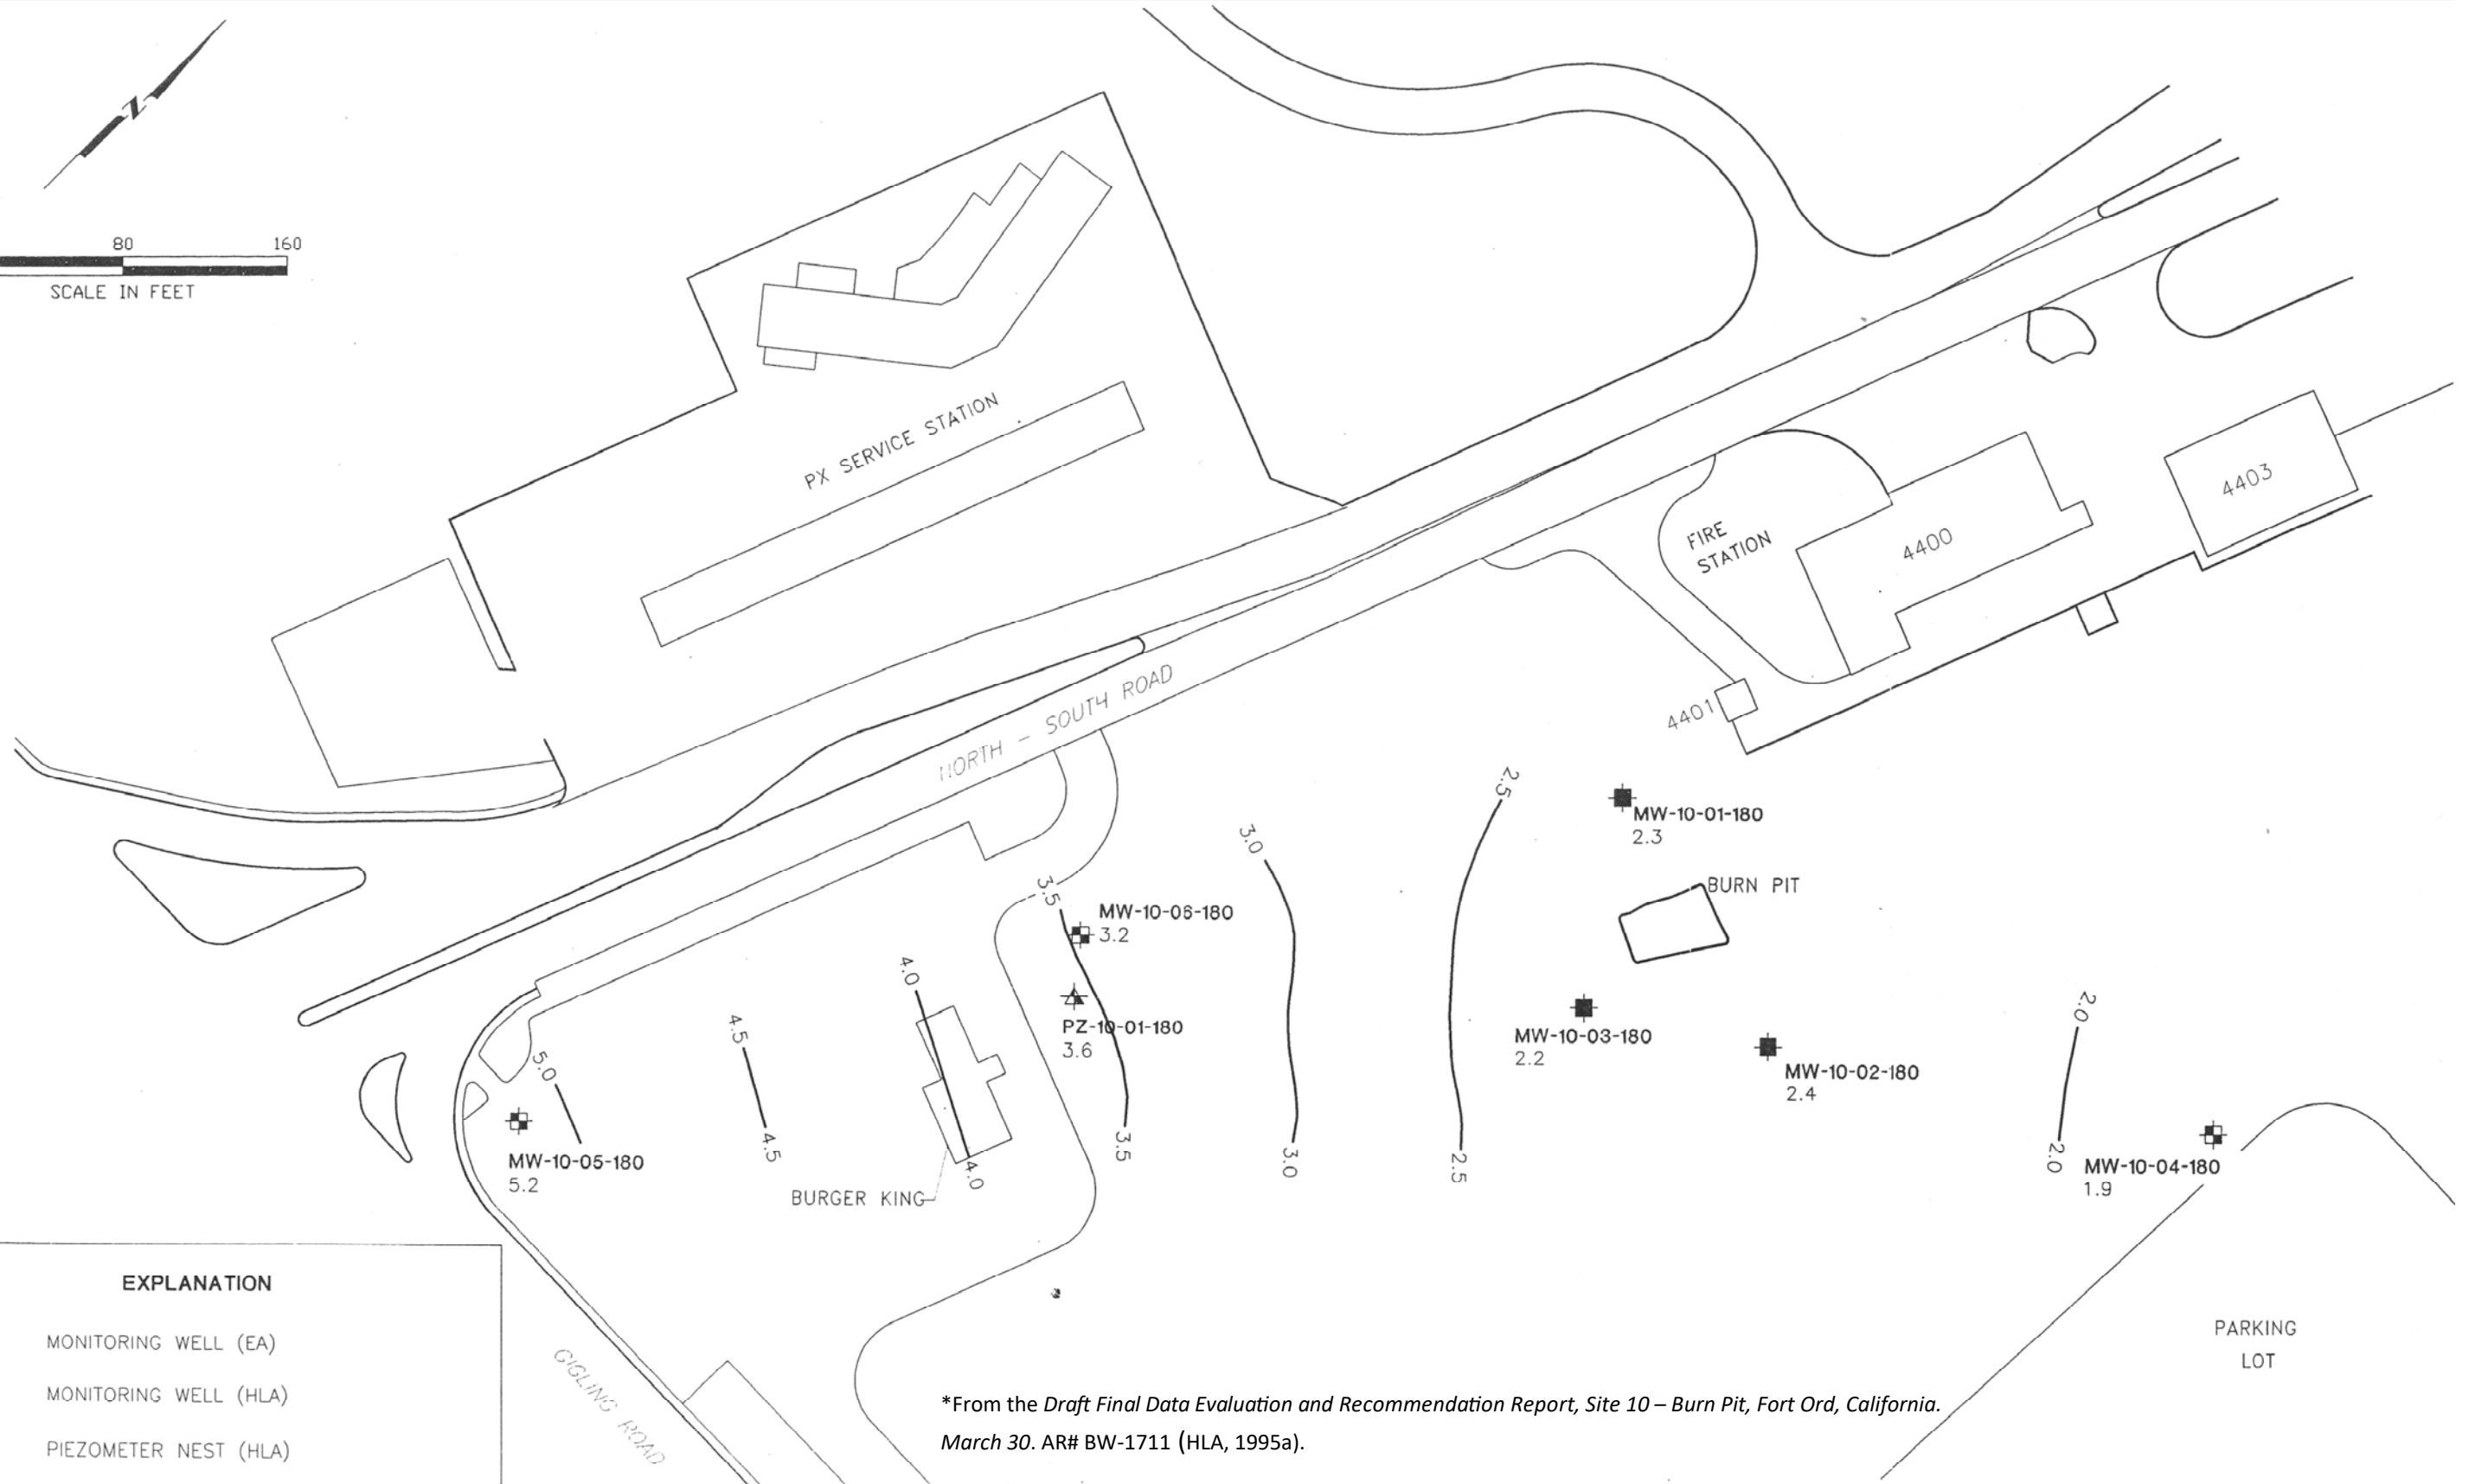 N
80 160
SCALE IN FEET
PX SERVICE STATION
NORTH - SOUTH ROAD
FIRE
STATION
4400
4403
4401
MW-10-01-180
2.3
BURN PIT
2.5
3.0
3.5
MW-10-06-180
3.2
4.0
PZ-10-01-180
3.6
4.5
5.0
MW-10-03-180
2.2
MW-10-02-180
2.4
2.0
MW-10-05-180
5.2
4.5
4.0
3.5
3.0
2.5
2.0
MW-10-04-180
1.9
BURGER KING
EXPLANATION
MONITORING WELL (EA)
MONITORING WELL (HLA)
PIEZOMETER NEST (HLA)
GIGLING ROAD
PARKING
LOT
*From the Draft Final Data Evaluation and Recommendation Report, Site 10 – Burn Pit, Fort Ord, California.
March 30. AR# BW-1711 (HLA, 1995a).